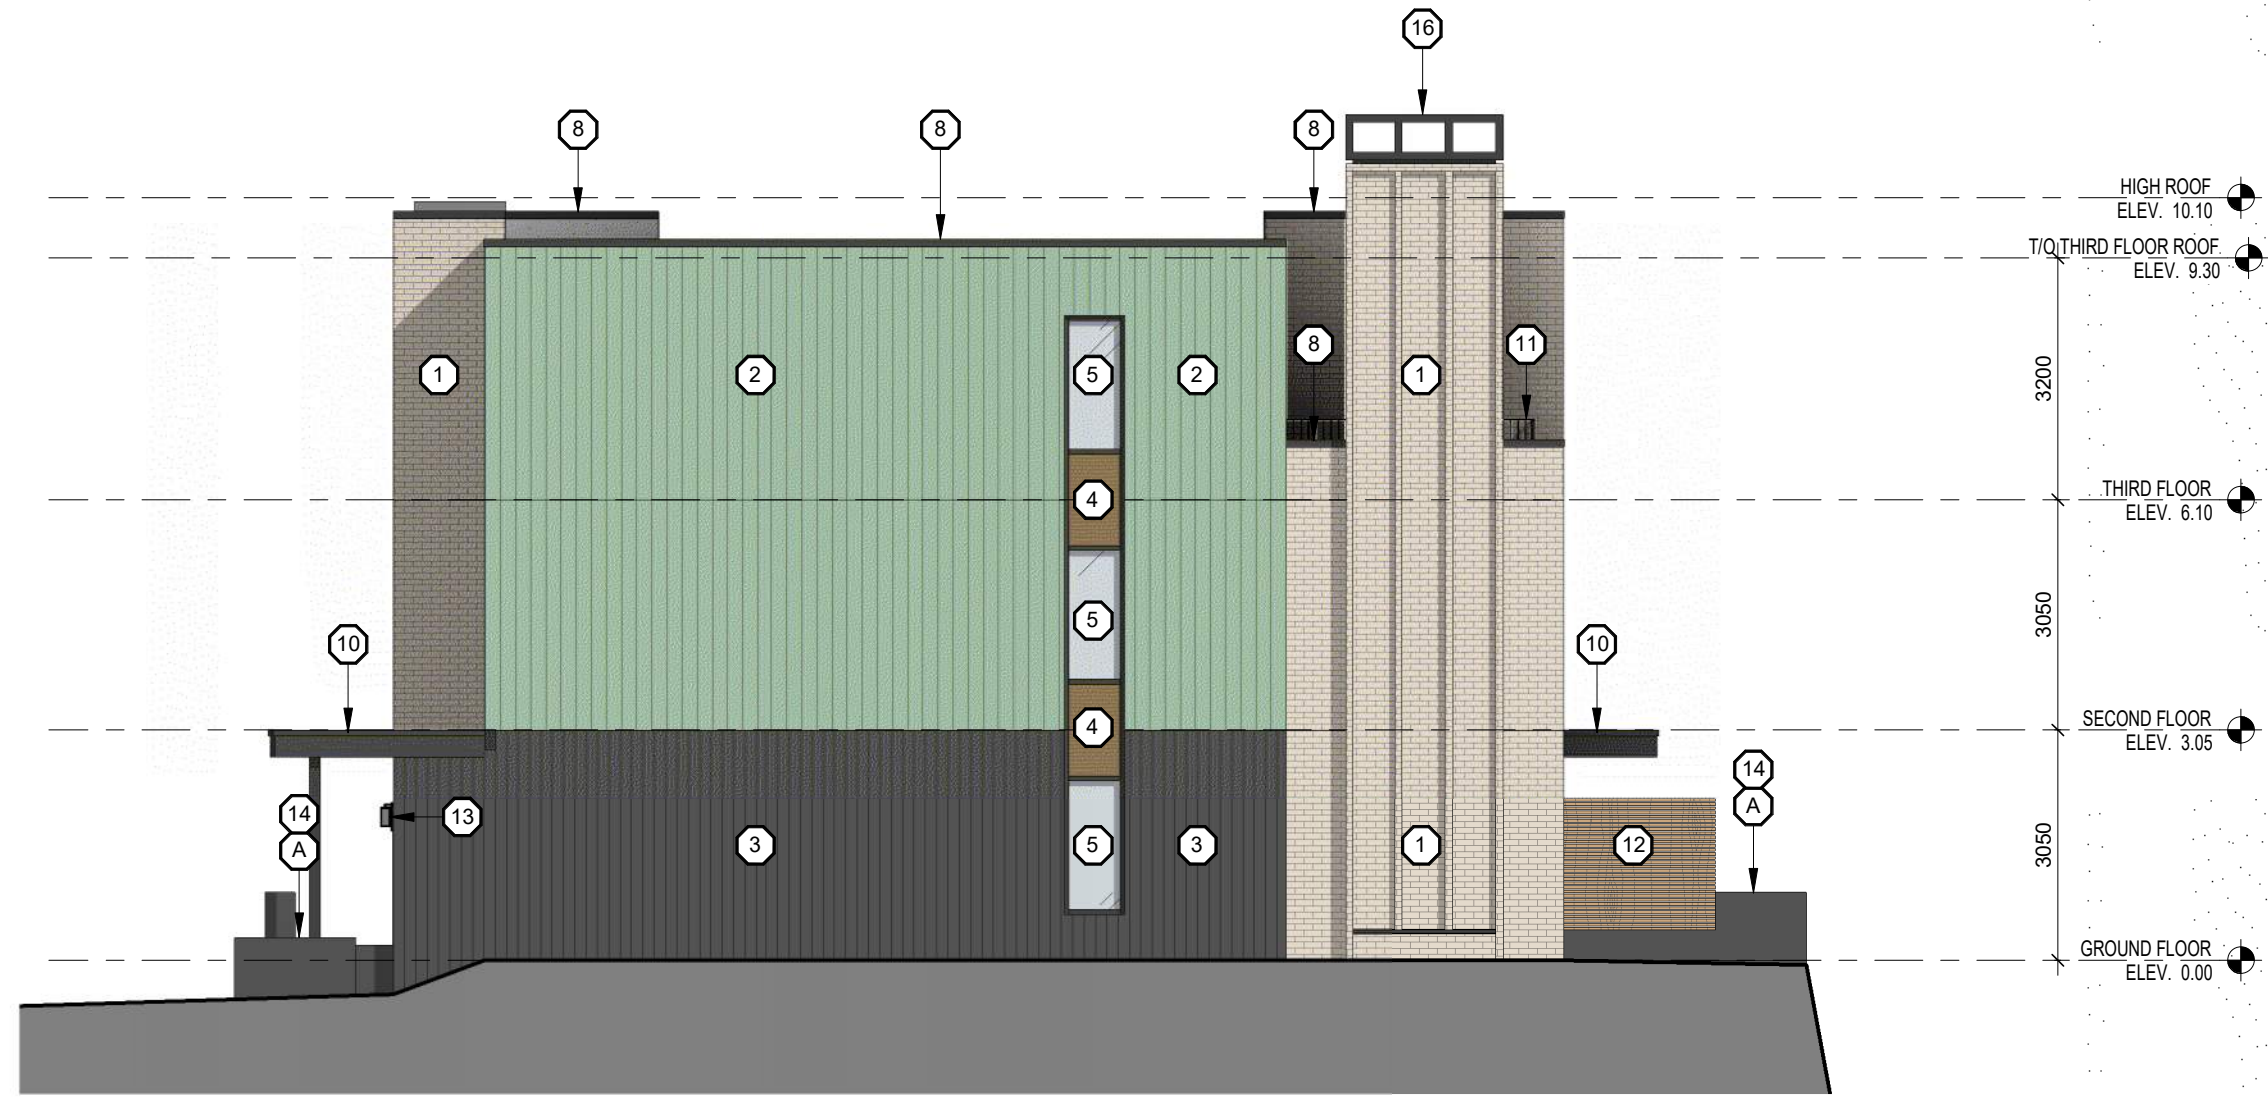 16
8
8
8
HIGH ROOF
ELEV. 10.10
T/O THIRD FLOOR ROOF
ELEV. 9.30
8
11
1
2
5
2
1
3200
4
THIRD FLOOR
ELEV. 6.10
5
3050
10
10
4
SECOND FLOOR
ELEV. 3.05
14
A
14
A
13
3
5
3
1
12
3050
GROUND FLOOR
ELEV. 0.00